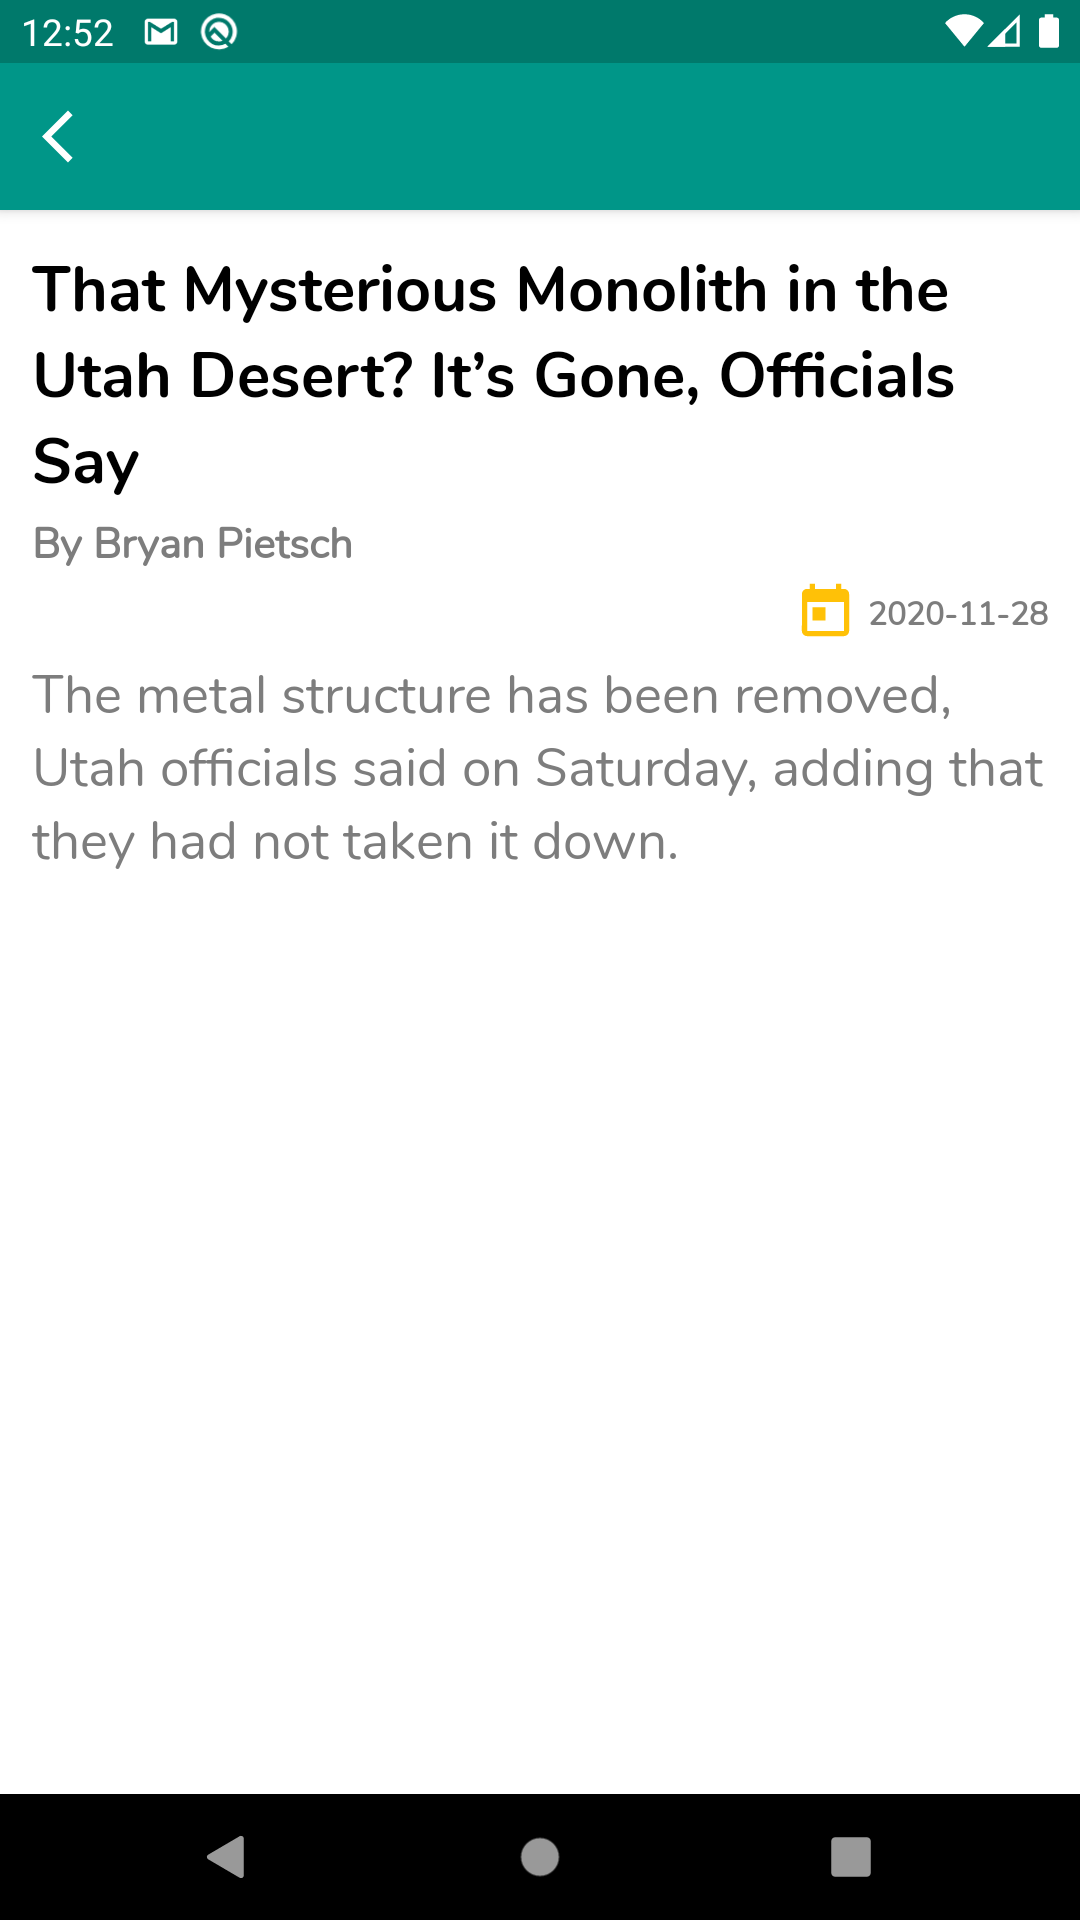 12:52
That Mysterious Monolith in the
Utah Desert? It’s Gone, Officials
Say
By Bryan Pietsch
2020-11-28
The metal structure has been removed,
Utah officials said on Saturday, adding that
they had not taken it down.